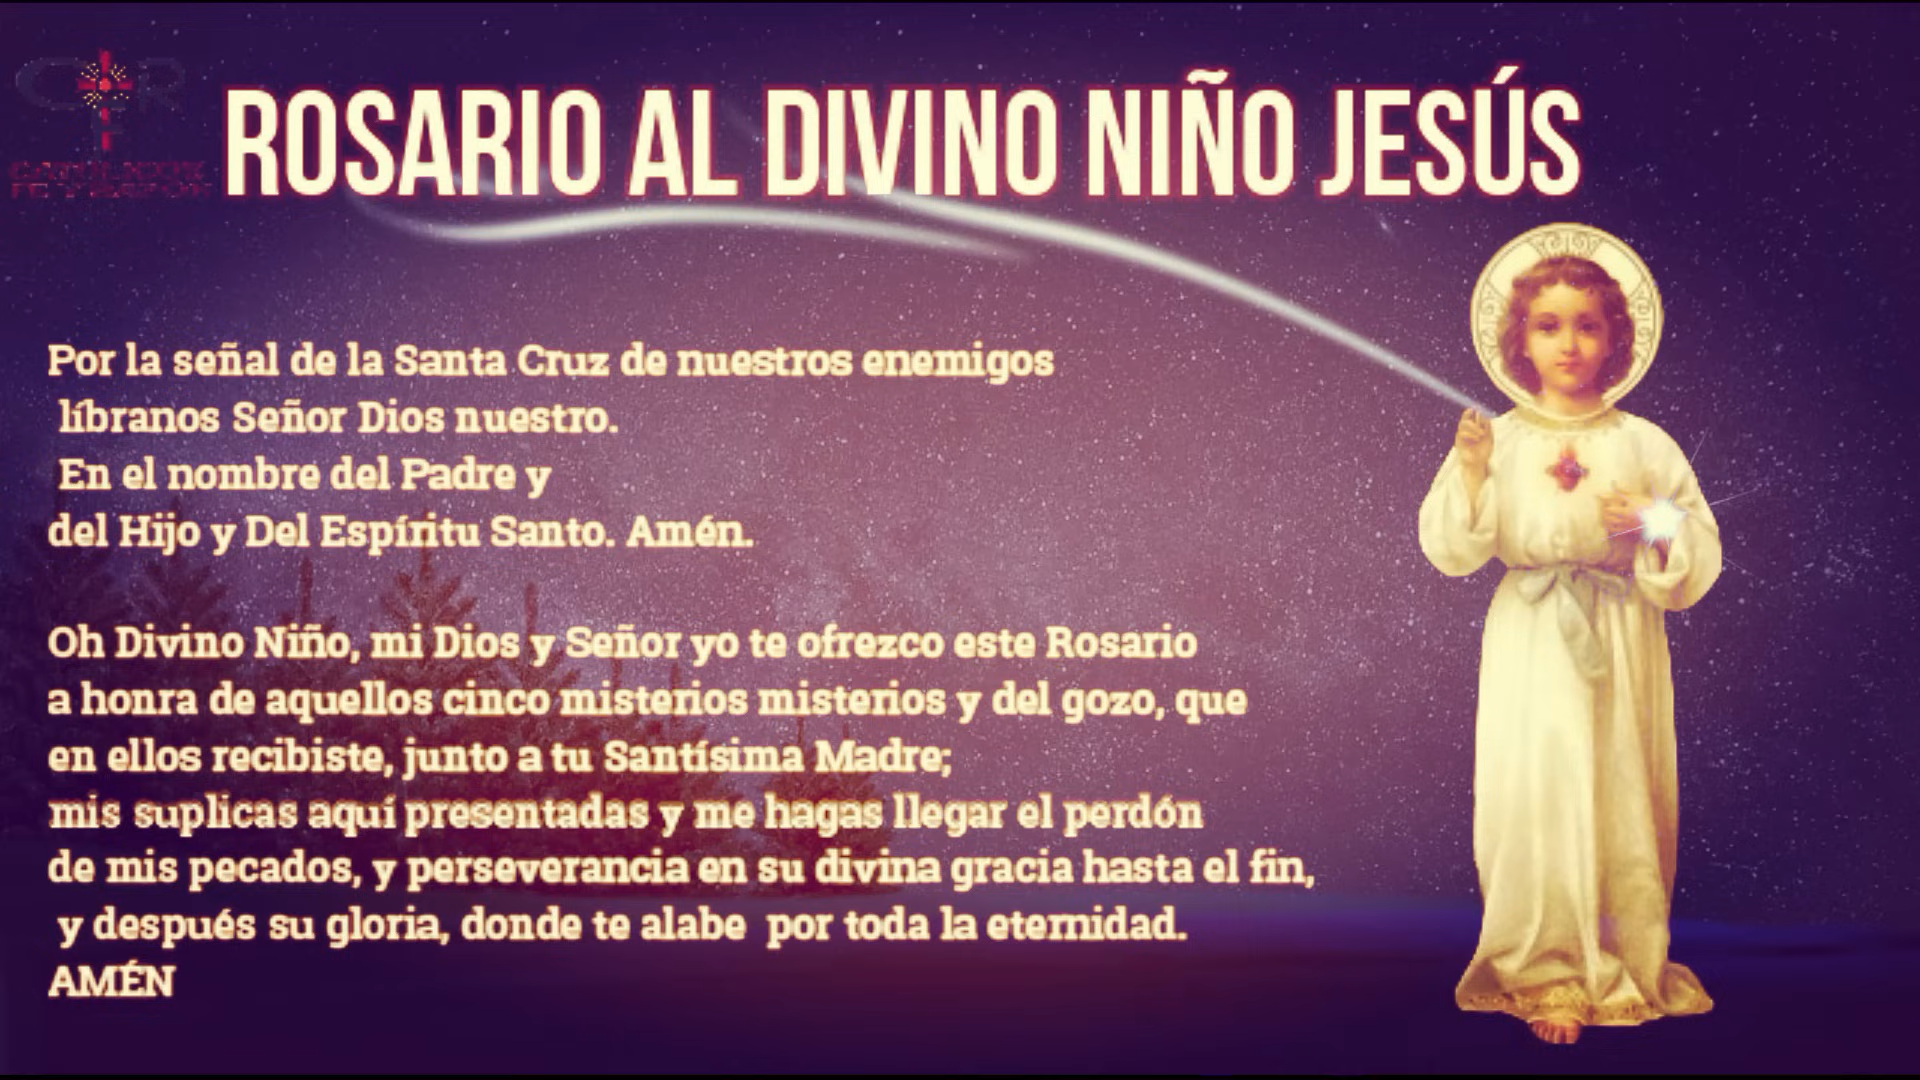 ROSARIO AL DIVINO NIÑO JESÚS
Por la señal de la Santa Cruz de nuestros enemigos
líbranos Señor Dios nuestro.
En el nombre del Padre y
del Hijo y Del Espíritu Santo. Amén.
Oh Divino Niño, mi Dios y Señor yo te ofrezco este Rosario
a honra de aquellos cinco misterios misterios y del gozo, que
en ellos recibiste, junto a tu Santísima Madre;
mis suplicas aquí presentadas y me hagas llegar el perdón
de mis pecados, y perseverancia en su divina gracia hasta el fin,
y después su gloria, donde te alabe por toda la eternidad.
AMÉN